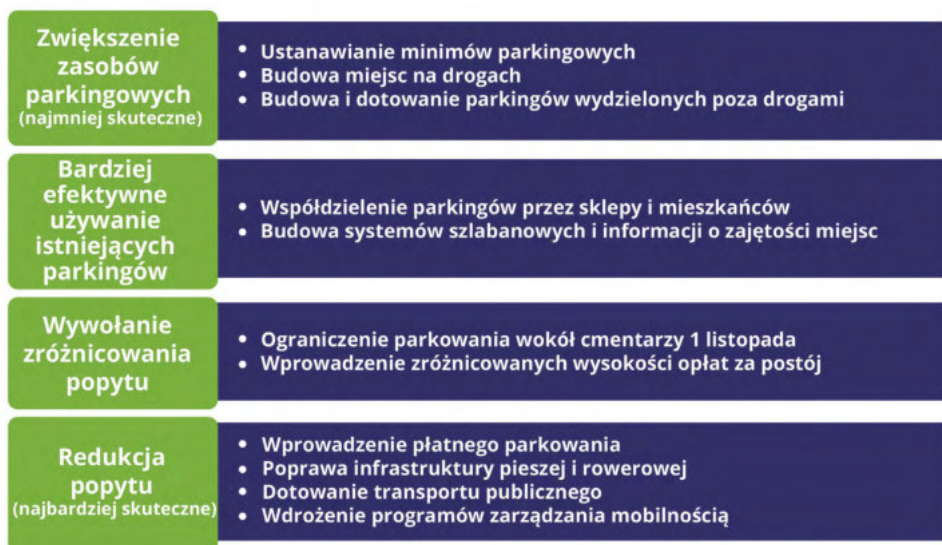 Zwiększenie
zasobów
parkingowych
(najmniej skuteczne)
• Ustanawianie minimów parkingowych
• Budowa miejsc na drogach
• Budowa i dotowanie parkingów wydzielonych poza drogami
Bardziej
efektywne
używanie
istniejących
parkingów
• Współdzielenie parkingów przez sklepy i mieszkańców
• Budowa systemów szlabanowych i informacji o zajętości miejsc
Wywołanie
zróżnicowania
popytu
• Ograniczenie parkowania wokół cmentarzy 1 listopada
• Wprowadzenie zróżnicowanych wysokości opłat za postój
Redukcja
popytu
(najbardziej skuteczne)
• Wprowadzenie płatnego parkowania
• Poprawa infrastruktury pieszej i rowerowej
• Dotowanie transportu publicznego
• Wdrożenie programów zarządzania mobilnością